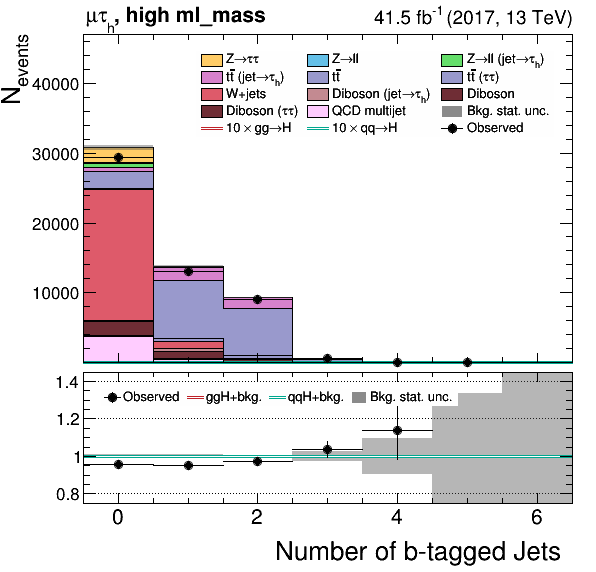 μτh, high ml_mass 41.5 fb⁻¹ (2017, 13 TeV)
Nevents
Z→ττ Z→ll Z→ll (jet→τh)
tt̄ (jet→τh) tt̄ tt̄ (ττ)
W+jets Diboson (jet→τh) Diboson
Diboson (ττ) QCD multijet Bkg. stat. unc.
10 × gg→H 10 × qq→H Observed
40000
30000
20000
10000
1.4
Observed ggH+bkg. qqH+bkg. Bkg. stat. unc.
1.2
1
0.8
0 2 4 6
Number of b-tagged Jets